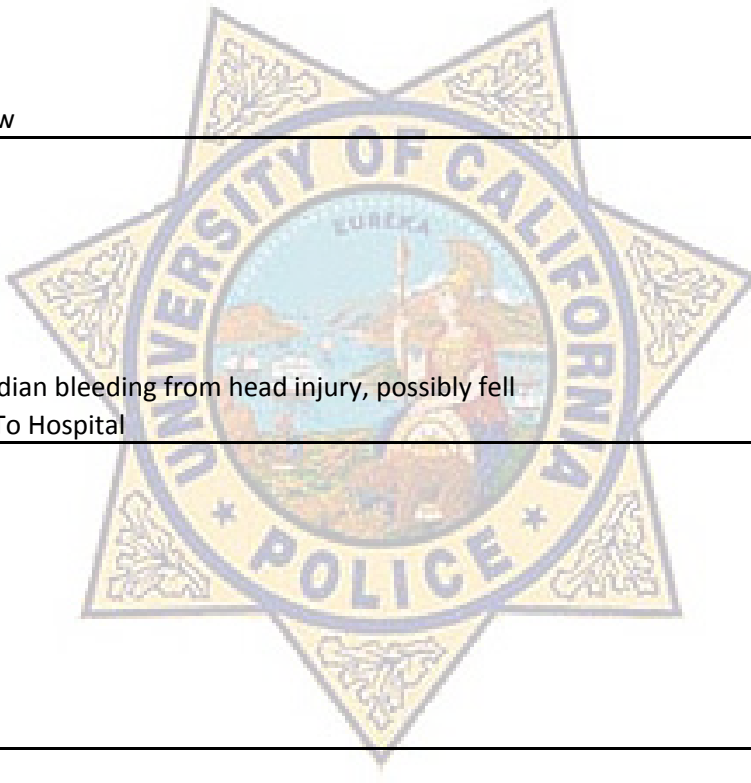 w
UNIVERSITY OF CALIFORNIA
EUREKA
dian bleeding from head injury, possibly fell
To Hospital
* POLICE *